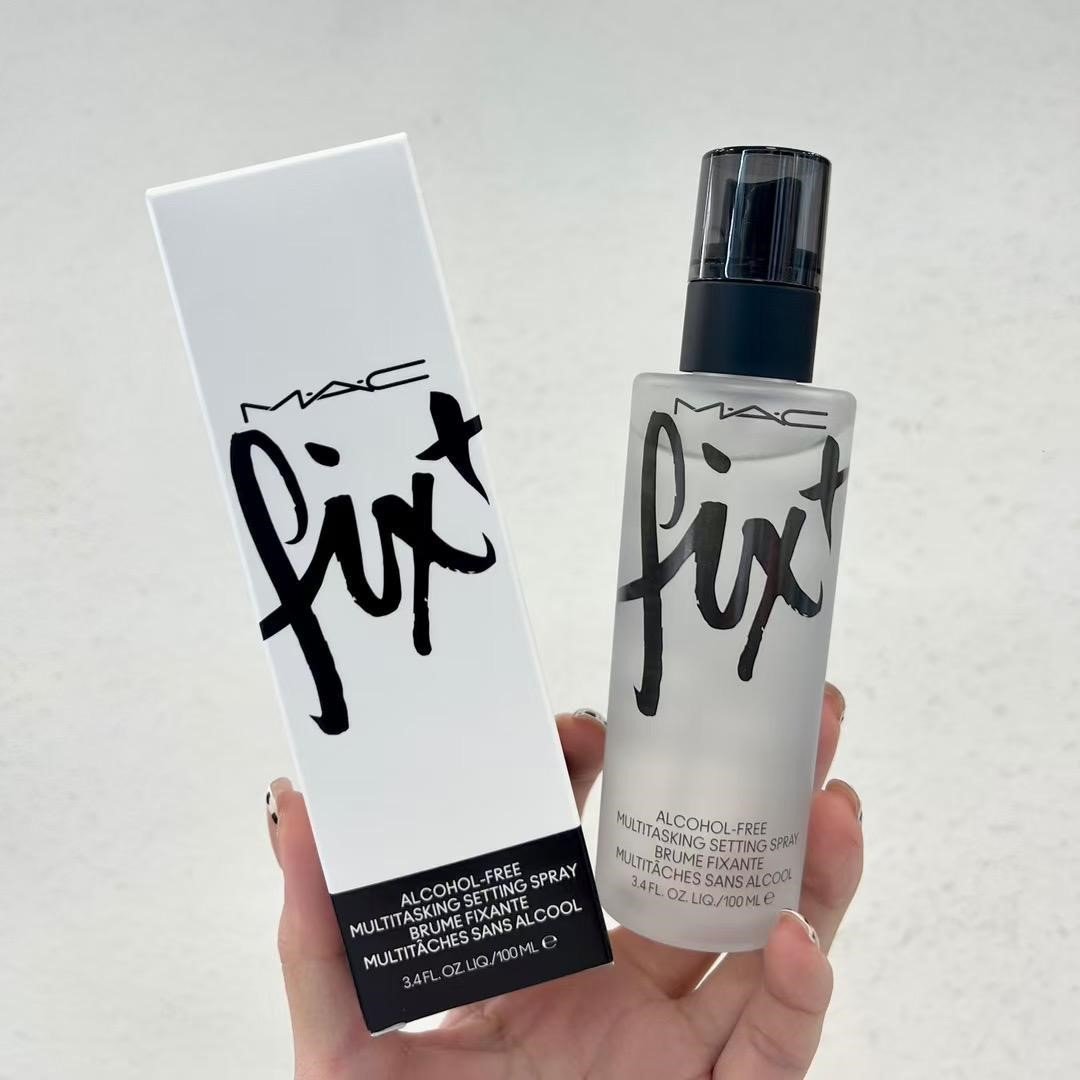 M·A·C
fix+
ALCOHOL-FREE
MULTITASKING SETTING SPRAY
BRUME FIXANTE
MULTITÂCHES SANS ALCOOL
3.4 FL. OZ. LIQ./100 ML ℮
M·A·C
fix+
ALCOHOL-FREE
MULTITASKING SETTING SPRAY
BRUME FIXANTE
MULTITÂCHES SANS ALCOOL
3.4 FL. OZ. LIQ./100 ML ℮